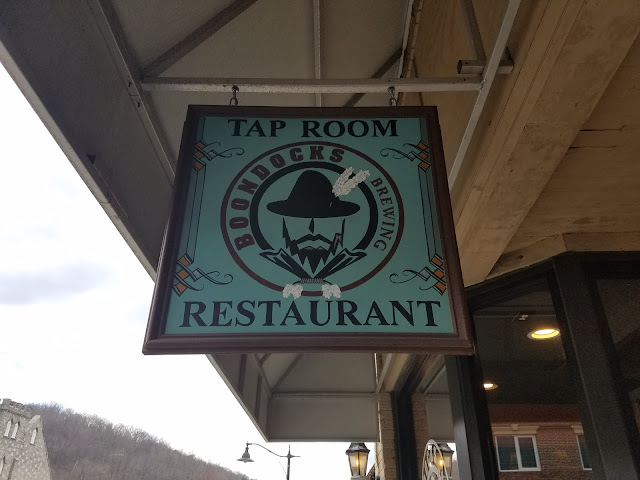 TAP ROOM
BOONDOCKS
BREWING
RESTAURANT